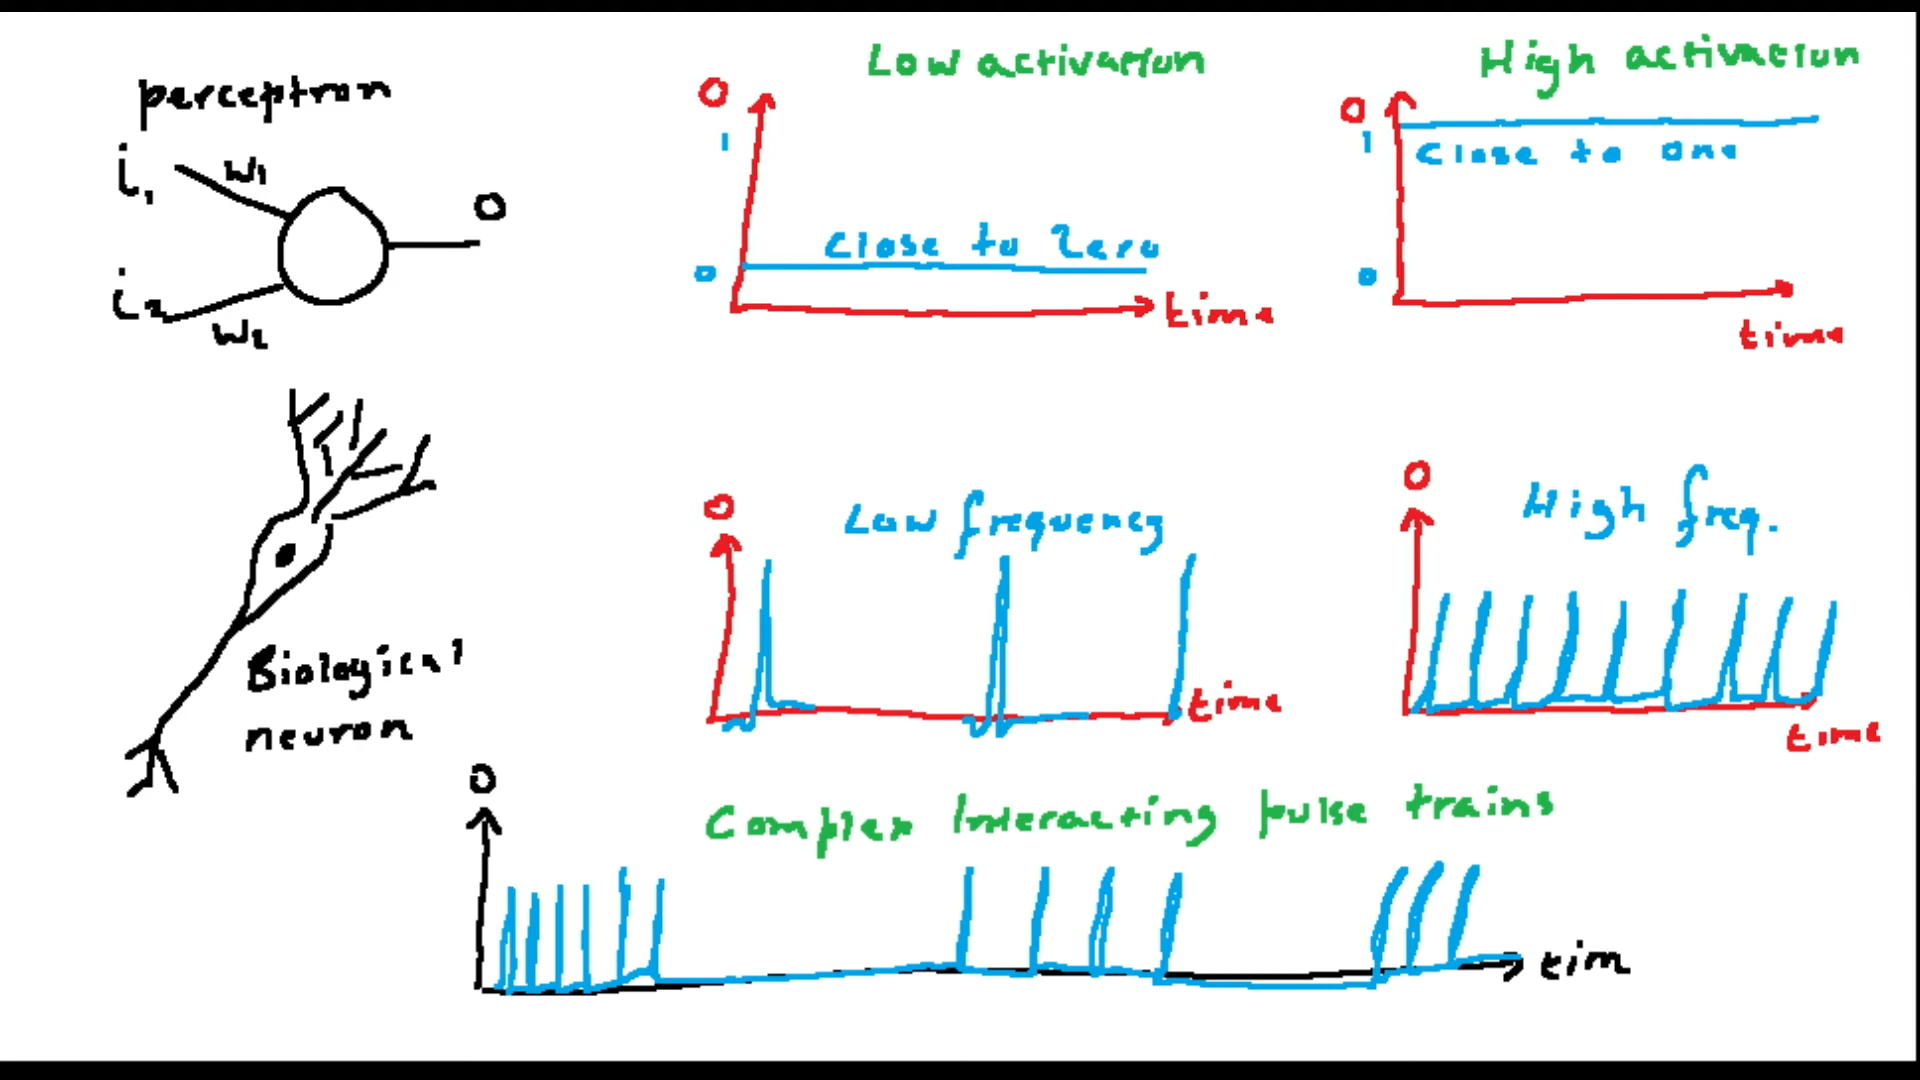 perceptron
i1
w1
i2
w2
O
Low activation
O
1
0
Close to Zero
time
High activation
O
1
Close to One
0
time
Biological
neuron
O
Low frequency
time
O
High freq.
time
Complex Interacting pulse trains
O
tim